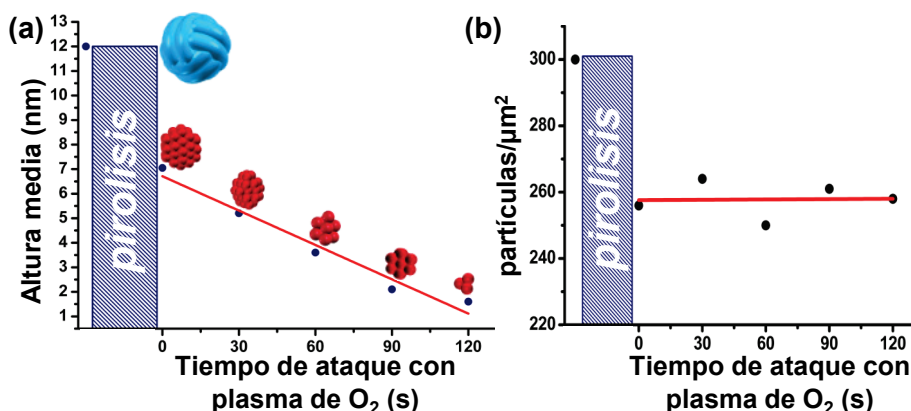 (a)
Altura media (nm)
13
12
11
10
9
8
7
6
5
4
3
2
1
pirolisis
0
30
60
90
120
Tiempo de ataque con
plasma de O₂ (s)
(b)
partículas/µm²
300
280
260
240
220
pirolisis
0
30
60
90
120
Tiempo de ataque con
plasma de O₂ (s)